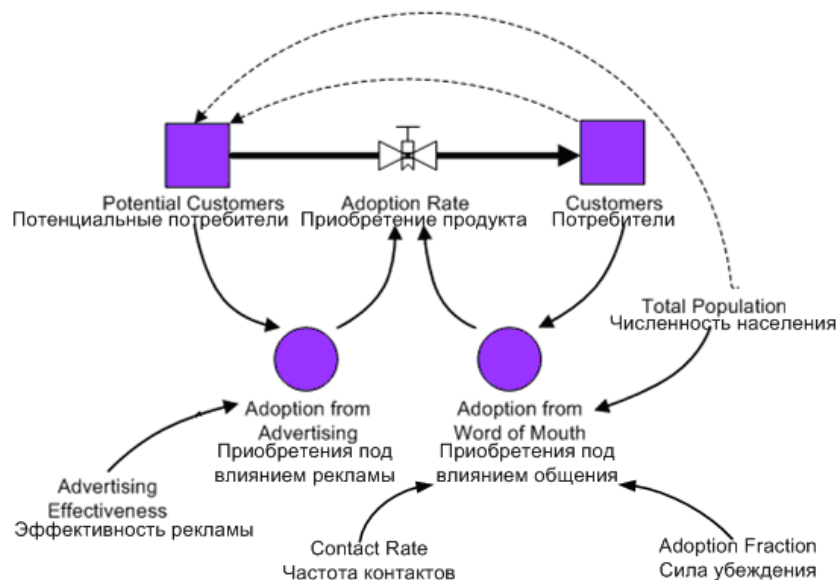 Potential Customers
Потенциальные потребители
Adoption Rate
Приобретение продукта
Customers
Потребители
Total Population
Численность населения
Adoption from
Advertising
Приобретения под
влиянием рекламы
Adoption from
Word of Mouth
Приобретения под
влиянием общения
Advertising
Effectiveness
Эффективность рекламы
Contact Rate
Частота контактов
Adoption Fraction
Сила убеждения